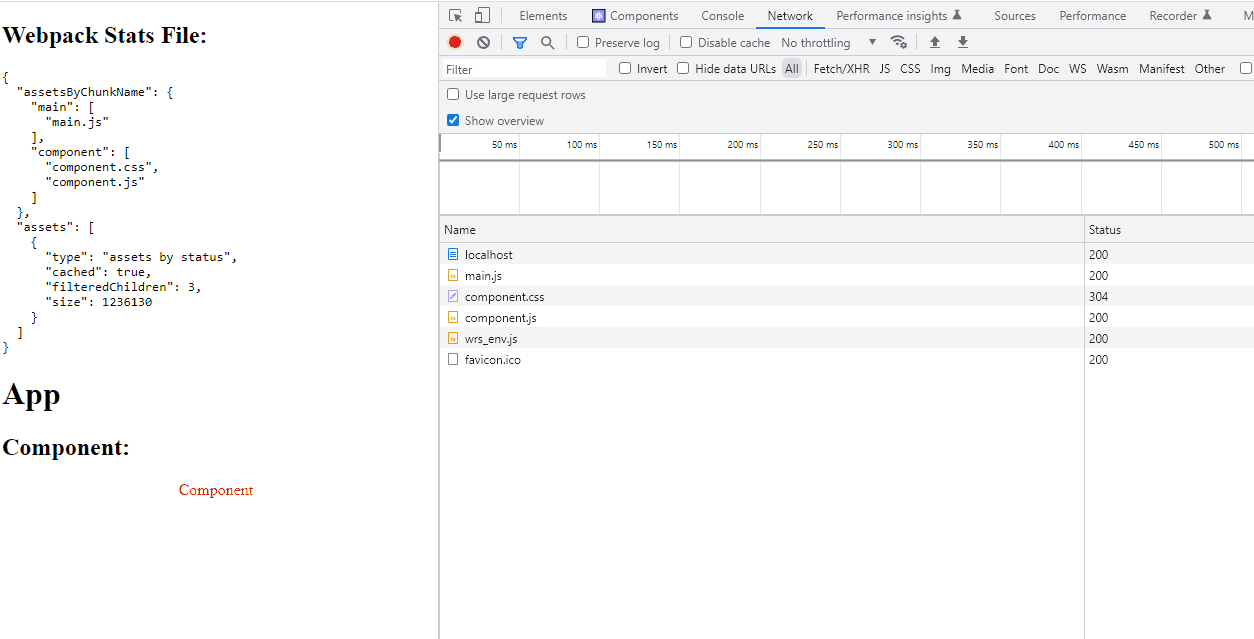 Webpack Stats File:
{
"assetsByChunkName": {
"main": [
"main.js"
],
"component": [
"component.css",
"component.js"
]
},
"assets": [
{
"type": "assets by status",
"cached": true,
"filteredChildren": 3,
"size": 1236130
}
]
}
App
Component:
Component
Elements Components Console Network Performance insights Sources Performance Recorder M
Preserve log Disable cache No throttling
Filter Invert Hide data URLs All Fetch/XHR JS CSS Img Media Font Doc WS Wasm Manifest Other
Use large request rows
Show overview
50 ms 100 ms 150 ms 200 ms 250 ms 300 ms 350 ms 400 ms 450 ms 500 ms
Name Status
localhost 200
main.js 200
component.css 304
component.js 200
wrs_env.js 200
favicon.ico 200